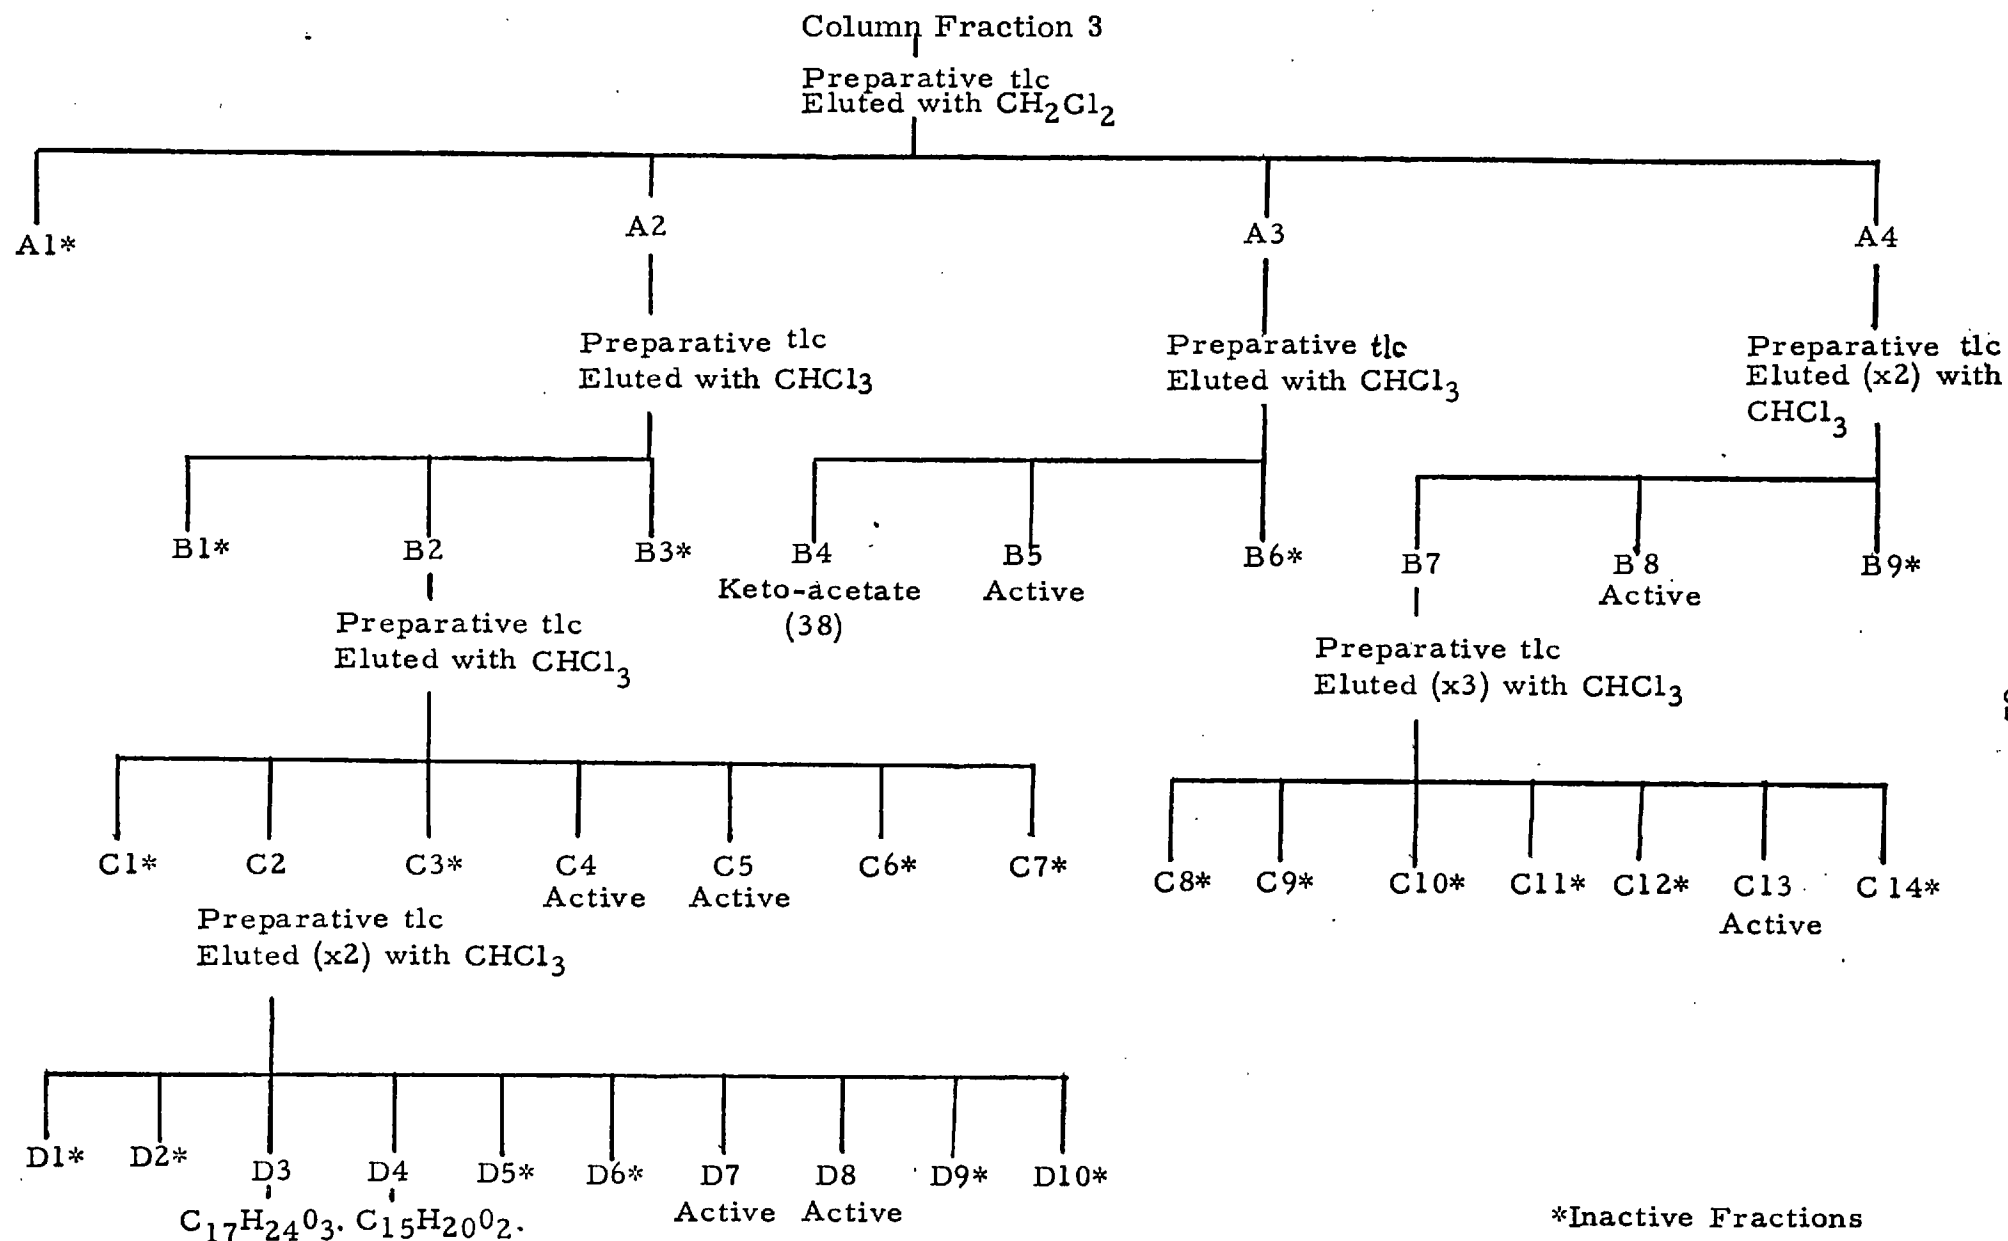 Column Fraction 3
Preparative tlc
Eluted with CH2Cl2
A1*
A2
A3
A4
Preparative tlc
Eluted with CHCl3
Preparative tlc
Eluted with CHCl3
Preparative tlc
Eluted (x2) with
CHCl3
B1*
B2
B3*
B4
Keto-acetate
(38)
B5
Active
B6*
B7
B8
Active
B9*
Preparative tlc
Eluted with CHCl3
Preparative tlc
Eluted (x3) with CHCl3
C1*
C2
C3*
C4
Active
C5
Active
C6*
C7*
C8*
C9*
C10*
C11*
C12*
C13
Active
C14*
Preparative tlc
Eluted (x2) with CHCl3
D1*
D2*
D3
D4
D5*
D6*
D7
Active
D8
Active
D9*
D10*
C17H24O3. C15H20O2.
*Inactive Fractions